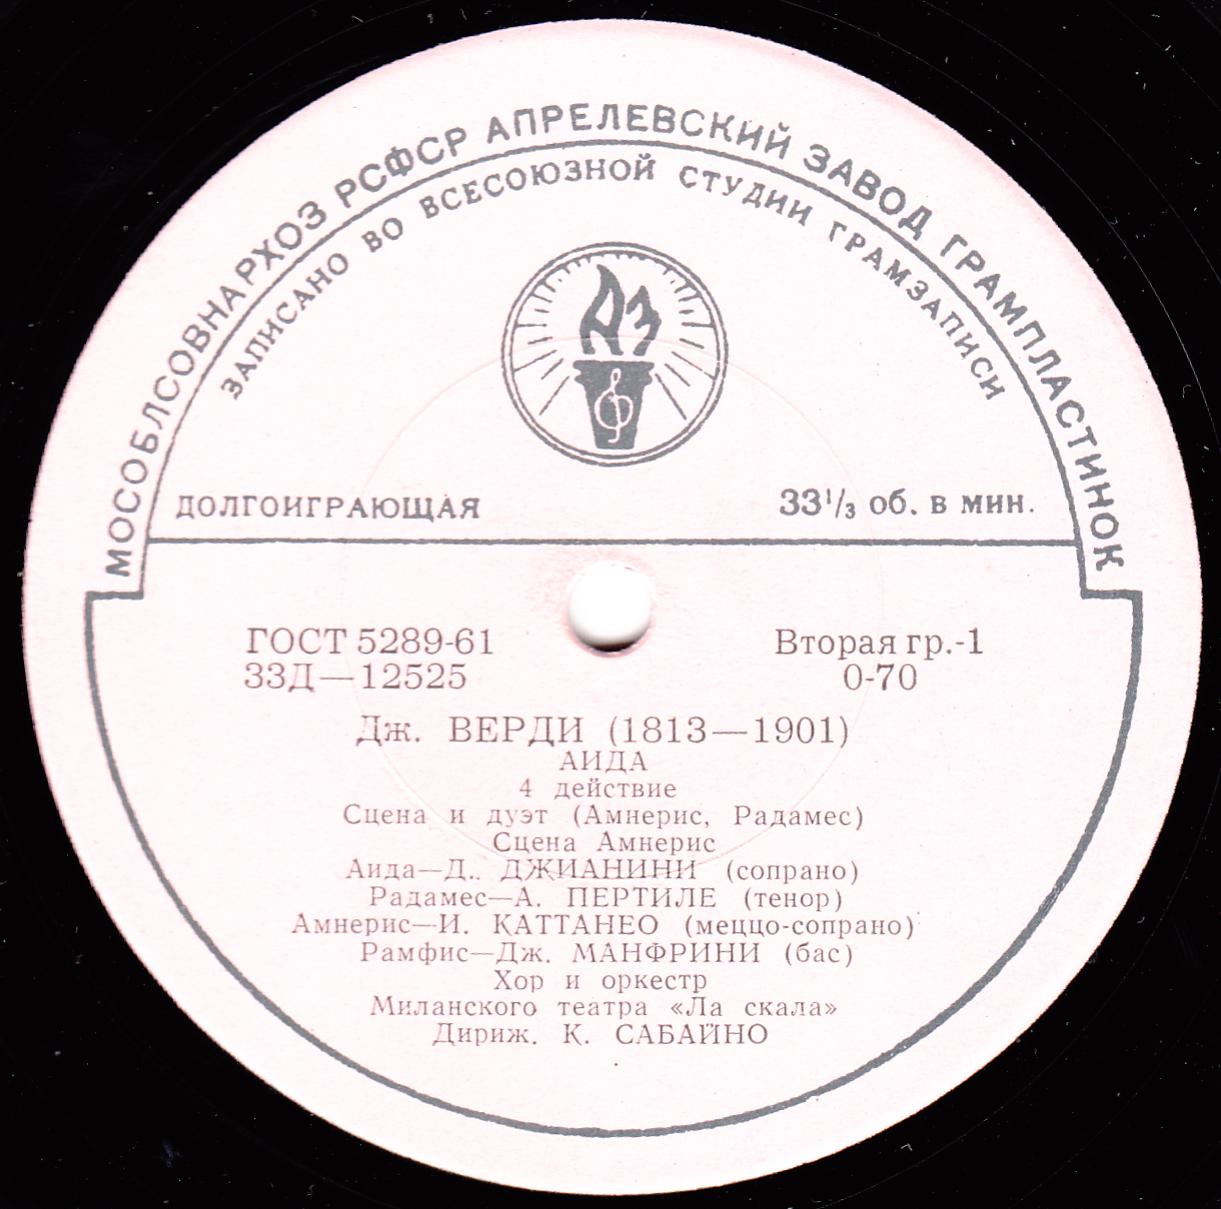 МОСОБЛСОВНАРХОЗ РСФСР АПРЕЛЕВСКИЙ ЗАВОД ГРАМПЛАСТИНОК
ЗАПИСАНО ВО ВСЕСОЮЗНОЙ СТУДИИ ГРАМЗАПИСИ
АЗ
ДОЛГОИГРАЮЩАЯ 33⅓ об. в мин.
ГОСТ 5289-61 Вторая гр.-1
33Д—12525 0-70
Дж. ВЕРДИ (1813—1901)
АИДА
4 действие
Сцена и дуэт (Амнерис, Радамес)
Сцена Амнерис
Аида—Д.. ДЖИАНИНИ (сопрано)
Радамес—А. ПЕРТИЛЕ (тенор)
Амнерис—И. КАТТАНЕО (меццо-сопрано)
Рамфис—Дж. МАНФРИНИ (бас)
Хор и оркестр
Миланского театра «Ла скала»
Дириж. К. САБАЙНО